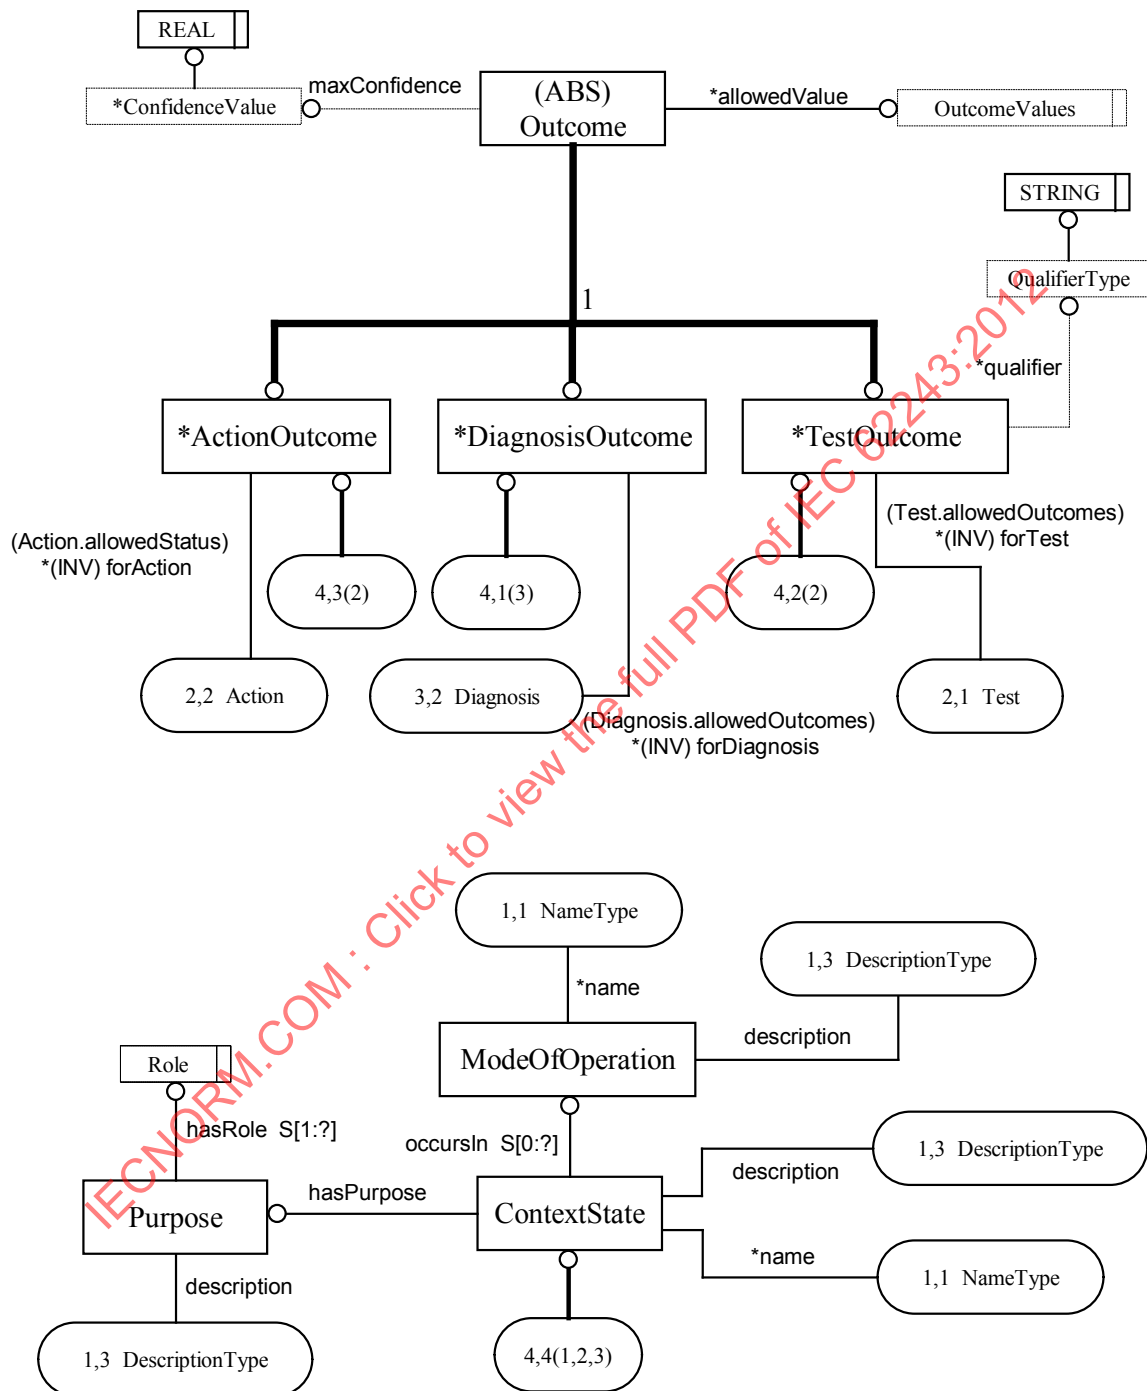 REAL
*ConfidenceValue
maxConfidence
(ABS)
Outcome
*allowedValue
OutcomeValues
STRING
QualifierType
*qualifier
1
*ActionOutcome
*DiagnosisOutcome
*TestOutcome
(Action.allowedStatus)
*(INV) forAction
4,3(2)
4,1(3)
4,2(2)
(Test.allowedOutcomes)
*(INV) forTest
2,2 Action
3,2 Diagnosis
(Diagnosis.allowedOutcomes)
*(INV) forDiagnosis
2,1 Test
1,1 NameType
*name
1,3 DescriptionType
description
ModeOfOperation
Role
hasRole S[1:?]
occursIn S[0:?]
Purpose
hasPurpose
ContextState
description
1,3 DescriptionType
*name
1,1 NameType
description
1,3 DescriptionType
4,4(1,2,3)
IECNORM.COM : Click to view the full PDF of IEC 62243:2012